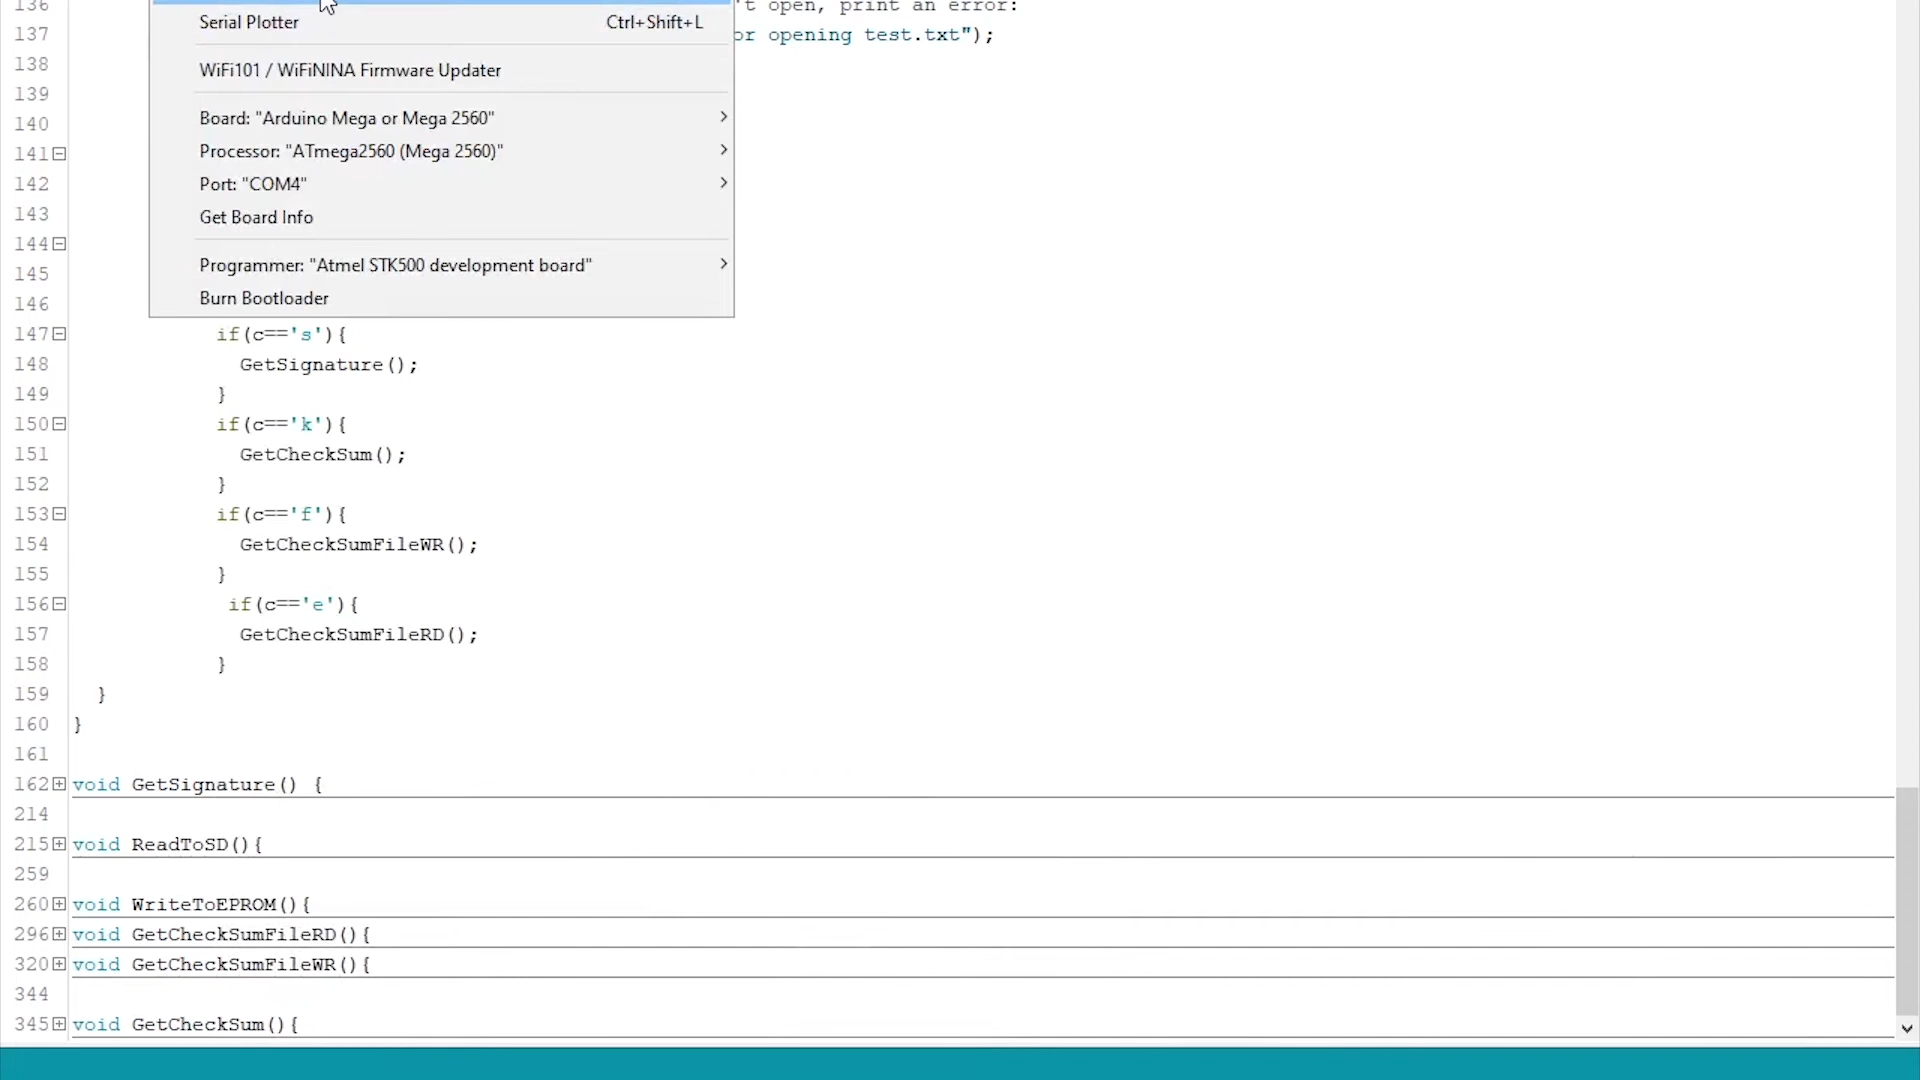 136 't open, print an error:
Serial Plotter Ctrl+Shift+L
137 or opening test.txt");
138
WiFi101 / WiFiNINA Firmware Updater
139
Board: "Arduino Mega or Mega 2560"
140
Processor: "ATmega2560 (Mega 2560)"
141
Port: "COM4"
142
Get Board Info
143
144
Programmer: "Atmel STK500 development board"
145
Burn Bootloader
146
147 if(c=='s'){
148 GetSignature();
149 }
150 if(c=='k'){
151 GetCheckSum();
152 }
153 if(c=='f'){
154 GetCheckSumFileWR();
155 }
156 if(c=='e'){
157 GetCheckSumFileRD();
158 }
159 }
160 }
161
162 void GetSignature() {
214
215 void ReadToSD(){
259
260 void WriteToEPROM(){
296 void GetCheckSumFileRD(){
320 void GetCheckSumFileWR(){
344
345 void GetCheckSum(){